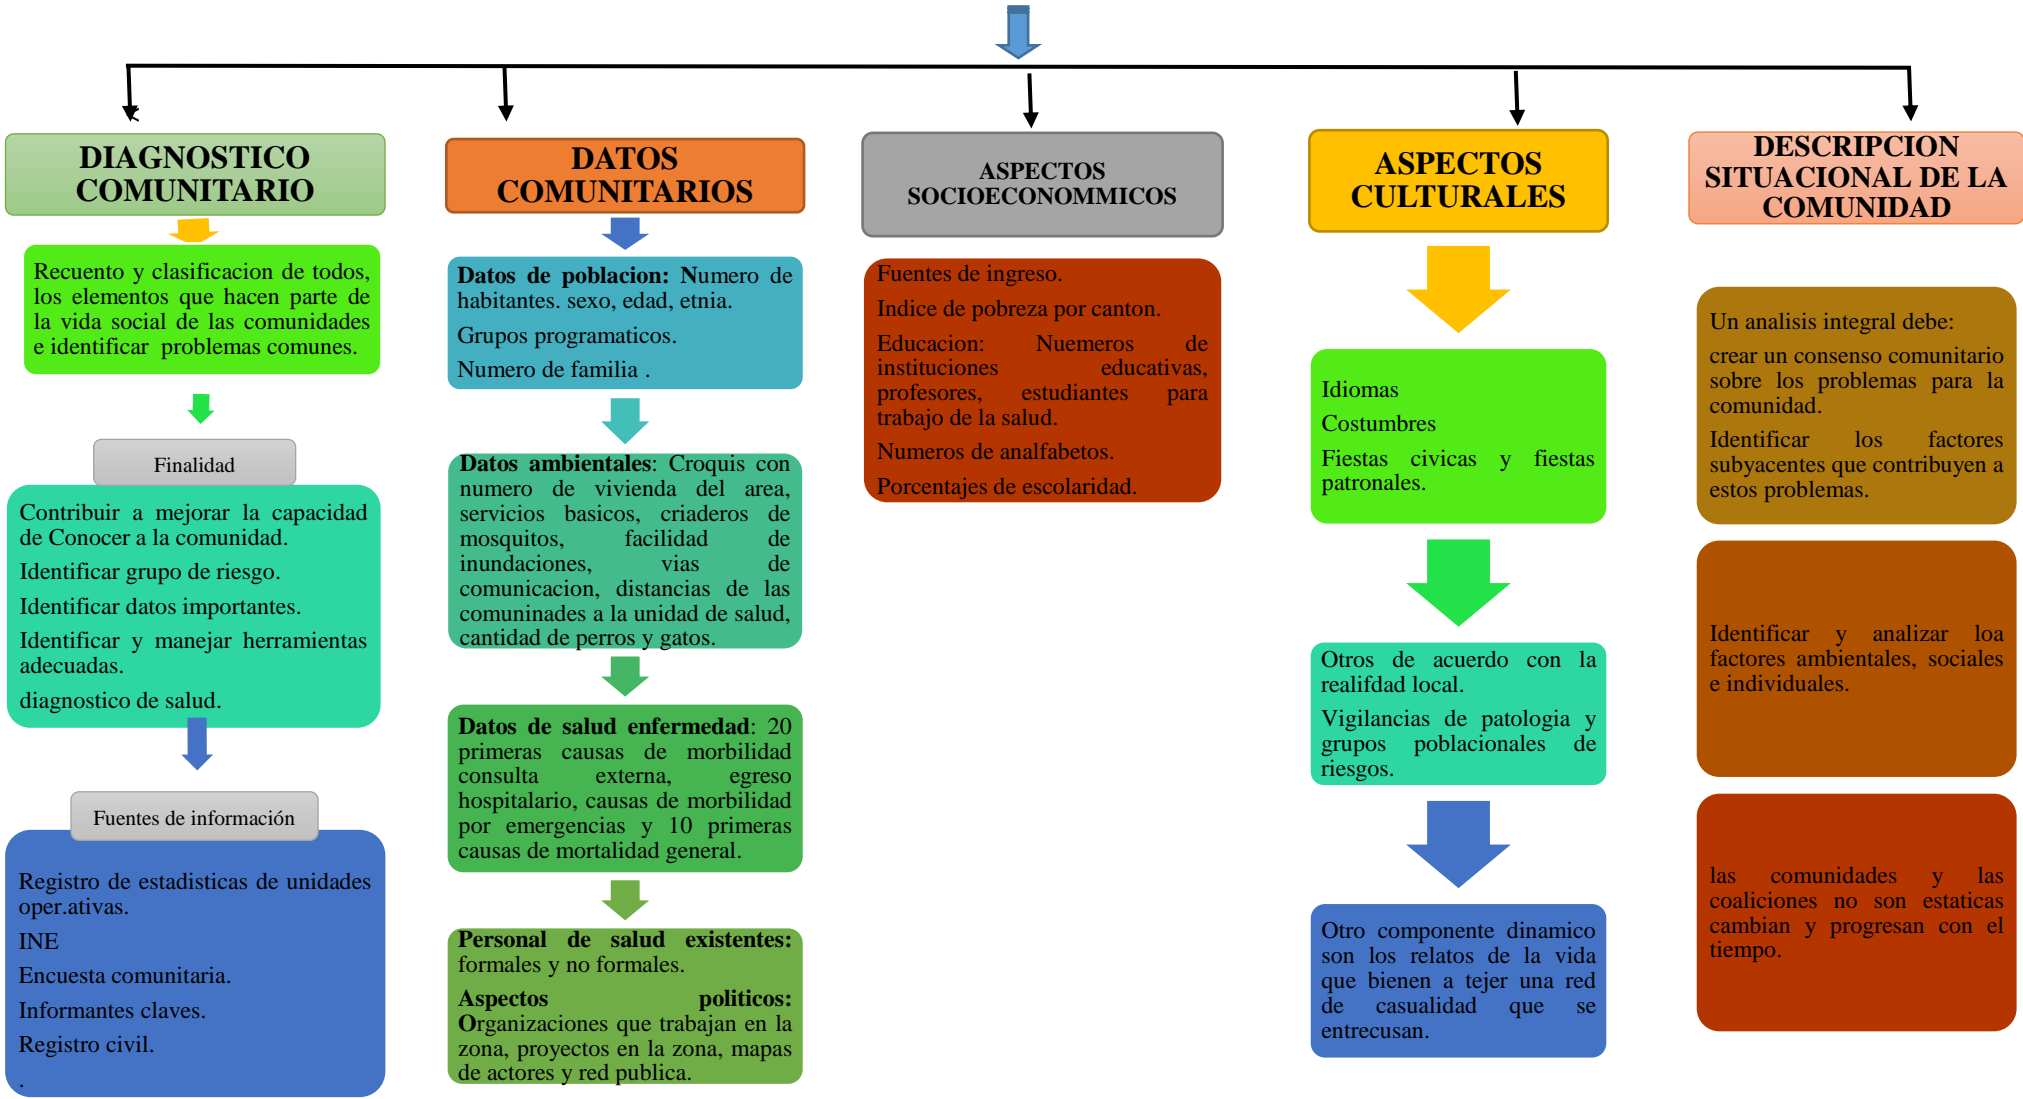 DIAGNOSTICO
COMUNITARIO
Recuento y clasificacion de todos,
los elementos que hacen parte de
la vida social de las comunidades
e identificar problemas comunes.
Finalidad
Contribuir a mejorar la capacidad
de Conocer a la comunidad.
Identificar grupo de riesgo.
Identificar datos importantes.
Identificar y manejar herramientas
adecuadas.
diagnostico de salud.
Fuentes de información
Registro de estadisticas de unidades
oper.ativas.
INE
Encuesta comunitaria.
Informantes claves.
Registro civil.
.
DATOS
COMUNITARIOS
Datos de poblacion: Numero de
habitantes. sexo, edad, etnia.
Grupos programaticos.
Numero de familia .
Datos ambientales: Croquis con
numero de vivienda del area,
servicios basicos, criaderos de
mosquitos, facilidad de
inundaciones, vias de
comunicacion, distancias de las
comuninades a la unidad de salud,
cantidad de perros y gatos.
Datos de salud enfermedad: 20
primeras causas de morbilidad
consulta externa, egreso
hospitalario, causas de morbilidad
por emergencias y 10 primeras
causas de mortalidad general.
Personal de salud existentes:
formales y no formales.
Aspectos politicos:
Organizaciones que trabajan en la
zona, proyectos en la zona, mapas
de actores y red publica.
ASPECTOS
SOCIOECONOMMICOS
Fuentes de ingreso.
Indice de pobreza por canton.
Educacion: Nuemeros de
instituciones educativas,
profesores, estudiantes para
trabajo de la salud.
Numeros de analfabetos.
Porcentajes de escolaridad.
ASPECTOS
CULTURALES
Idiomas
Costumbres
Fiestas civicas y fiestas
patronales.
Otros de acuerdo con la
realifdad local.
Vigilancias de patologia y
grupos poblacionales de
riesgos.
Otro componente dinamico
son los relatos de la vida
que bienen a tejer una red
de casualidad que se
entrecusan.
DESCRIPCION
SITUACIONAL DE LA
COMUNIDAD
Un analisis integral debe:
crear un consenso comunitario
sobre los problemas para la
comunidad.
Identificar los factores
subyacentes que contribuyen a
estos problemas.
Identificar y analizar loa
factores ambientales, sociales
e individuales.
las comunidades y las
coaliciones no son estaticas
cambian y progresan con el
tiempo.